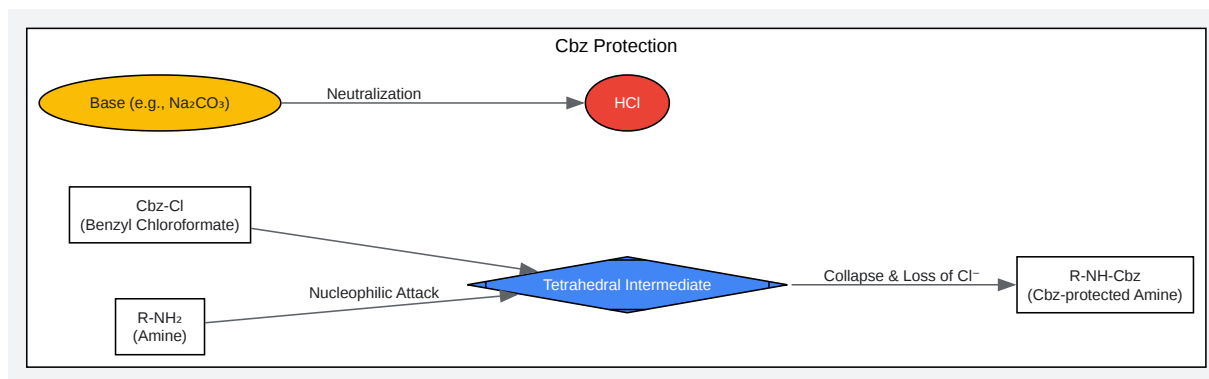 Cbz Protection
Base (e.g., Na₂CO₃)
Neutralization
HCl
Cbz-Cl
(Benzyl Chloroformate)
Nucleophilic Attack
R-NH₂
(Amine)
Tetrahedral Intermediate
Collapse & Loss of Cl⁻
R-NH-Cbz
(Cbz-protected Amine)